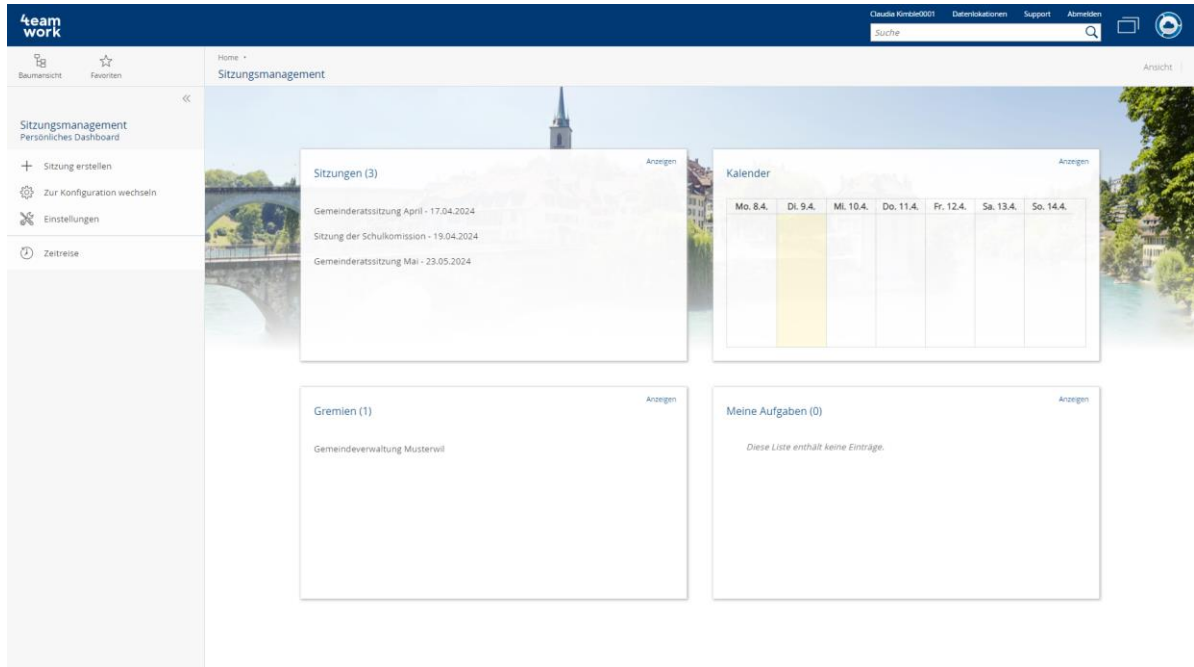 4team
work
Claudia Kimble0001 Datenlokationen Support Abmelden
Suche
Baumansicht Favoriten
Home
Sitzungsmanagement
Ansicht
Sitzungsmanagement
Persönliches Dashboard
Sitzung erstellen
Zur Konfiguration wechseln
Einstellungen
Zeitreise
Sitzungen (3)
Anzeigen
Gemeinderatssitzung April - 17.04.2024
Sitzung der Schulkomission - 19.04.2024
Gemeinderatssitzung Mai - 23.05.2024
Kalender
Anzeigen
Mo. 8.4. Di. 9.4. Mi. 10.4. Do. 11.4. Fr. 12.4. Sa. 13.4. So. 14.4.
Gremien (1)
Anzeigen
Gemeindeverwaltung Musterwil
Meine Aufgaben (0)
Anzeigen
Diese Liste enthält keine Einträge.